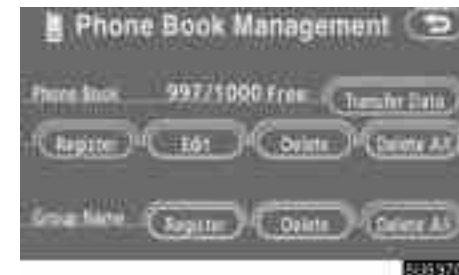 Phone Book Management
Phone Book 997/1000 Free Transfer Data
Register Edit Delete Delete All
Group Name Register Delete Delete All